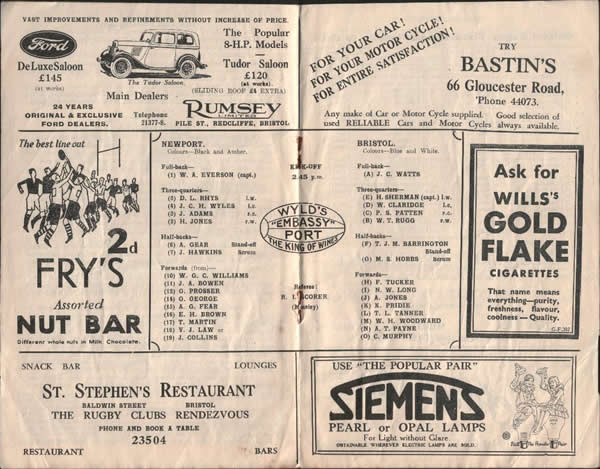 VAST IMPROVEMENTS AND REFINEMENTS WITHOUT INCREASE OF PRICE.
Ford
DeLuxe Saloon
£145
(at works)
The Tudor Saloon.
The Popular
8-H.P. Models
Tudor Saloon
£120
(at works).
(SLIDING ROOF £4 EXTRA)
Main Dealers
24 YEARS
ORIGINAL & EXCLUSIVE
FORD DEALERS.
Telephone
21377-8.
RUMSEY
LIMITED
PILE ST., REDCLIFFE, BRISTOL
FOR YOUR CAR!
FOR YOUR MOTOR CYCLE!
FOR ENTIRE SATISFACTION!
TRY
BASTIN'S
66 Gloucester Road,
'Phone 44073.
Any make of Car or Motor Cycle supplied. Good selection of
used RELIABLE Cars and Motor Cycles always available.
The best line out
2d
FRY'S
Assorted
NUT BAR
Different whole nuts in Milk Chocolate.
NEWPORT.
Colours—Black and Amber.
Full-back—
(1) W. A. EVERSON (capt.)
Three-quarters—
(5) D. L. RHYS l.w.
(4) J. C. H. WYLES l.c.
(3) J. ADAMS r.c.
(2) H. JONES r.w.
Half-backs—
(6) A. GEAR Stand-off
(7) J. HAWKINS Scrum
Forwards (from)—
(10) W. G. C. WILLIAMS
(11) J. A. BOWEN
(12) G. PROSSER
(14) G. GEORGE
(15) A. G. FEAR
(16) E. H. BROWN
(17) T. MARTIN
(18) V. J. LAW or
(19) J. COLLINS
KICK-OFF
2.45 p.m.
WYLD'S
"EMBASSY"
PORT
THE KING OF WINES
Referee:
R. I. SCORER
BRISTOL.
Colours—Blue and White.
Full-back—
(A) J. C. WATTS
Three-quarters—
(E) H. SHERMAN (capt.) l.w.
(D) W. CLARIDGE l.c.
(C) P. S. PATTEN r.c.
(B) W. T. RUGG r.w.
Half-backs—
(F) T. J. M. BARRINGTON
Stand-off
(G) M. S. HOBBS Scrum
Forwards—
(H) F. TUCKER
(I) N. W. LONG
(J) A. JONES
(K) X. PRIDIE
(L) T. L. TANNER
(M) W. H. WOODWARD
(N) A. T. PAYNE
(O) C. MURPHY
Ask for
WILLS'S
GOLD
FLAKE
CIGARETTES
That name means
everything—purity,
freshness, flavour,
coolness — Quality.
SNACK BAR LOUNGES
ST. STEPHEN'S RESTAURANT
BALDWIN STREET BRISTOL
THE RUGBY CLUBS RENDEZVOUS
PHONE AND BOOK A TABLE
23504
RESTAURANT BARS
USE "THE POPULAR PAIR"
SIEMENS
PEARL or OPAL LAMPS
For Light without Glare
OBTAINABLE WHEREVER ELECTRIC LAMPS ARE SOLD.